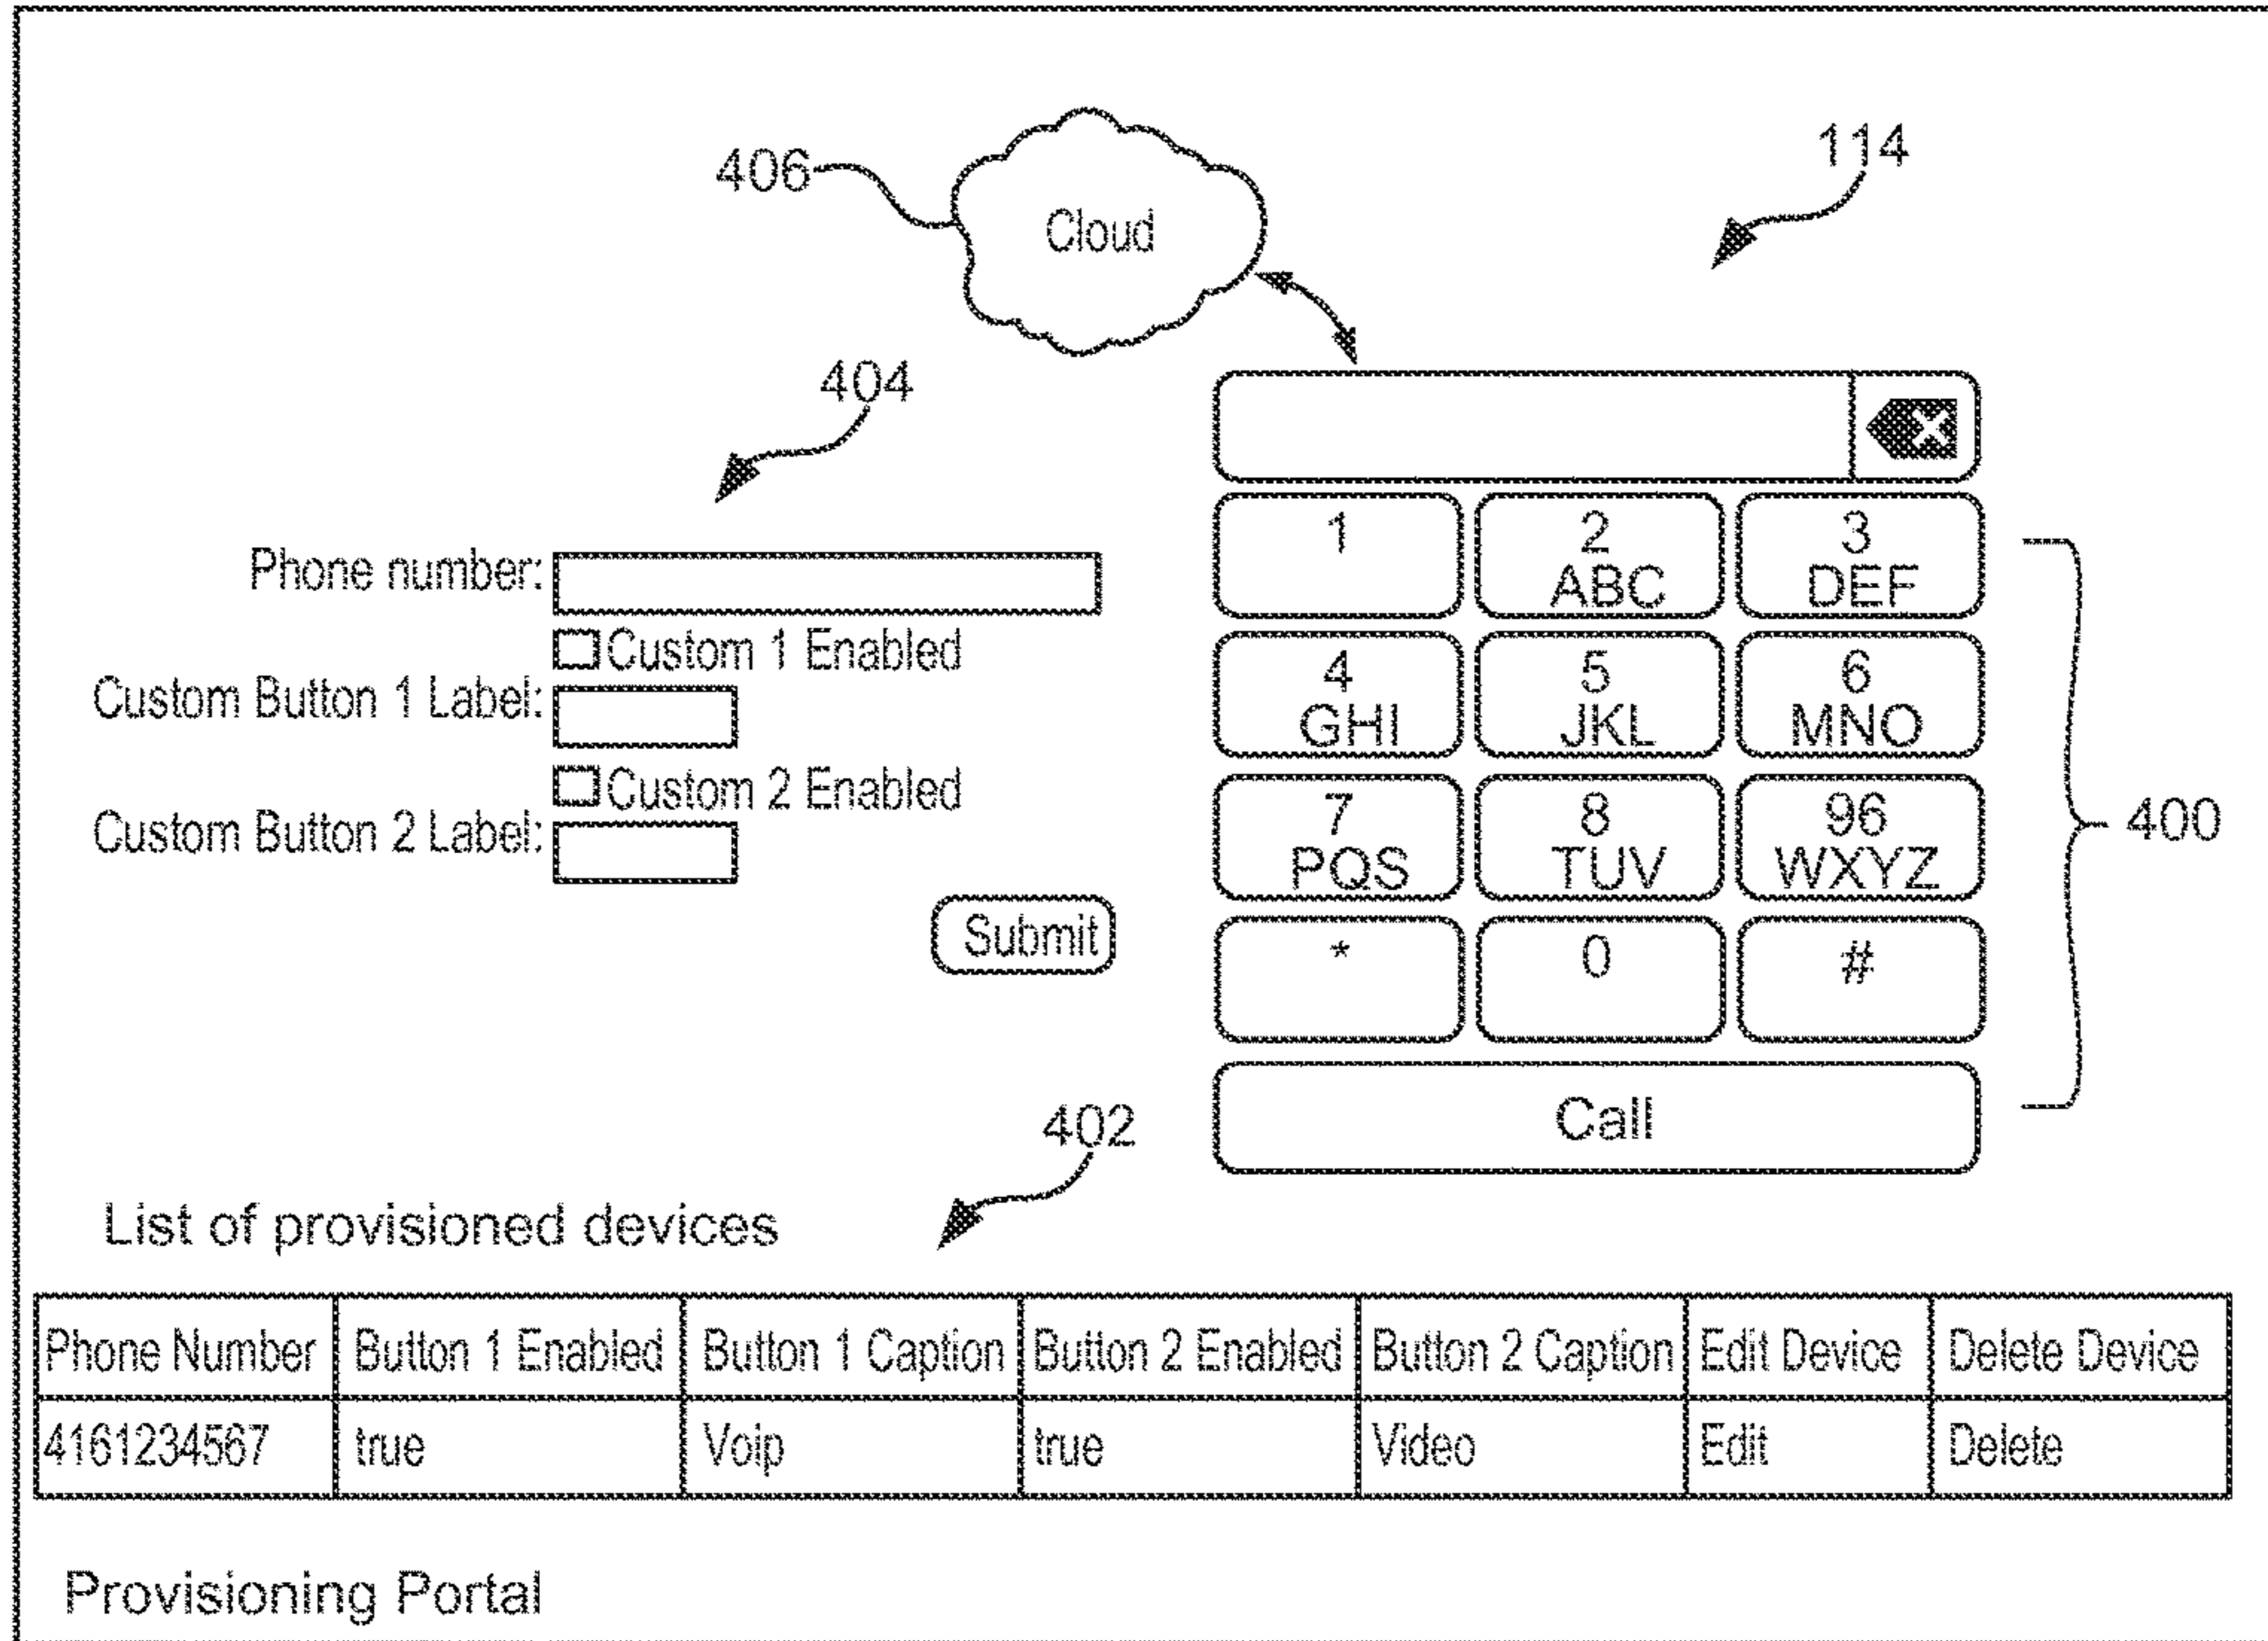 406
Cloud
114
404
Phone number:
Custom 1 Enabled
Custom Button 1 Label:
Custom 2 Enabled
Custom Button 2 Label:
Submit
1
2
ABC
3
DEF
4
GHI
5
JKL
6
MNO
7
PQS
8
TUV
96
WXYZ
*
0
#
Call
400
402
List of provisioned devices
Phone Number Button 1 Enabled Button 1 Caption Button 2 Enabled Button 2 Caption Edit Device Delete Device
4161234567 true Voip true Video Edit Delete
Provisioning Portal